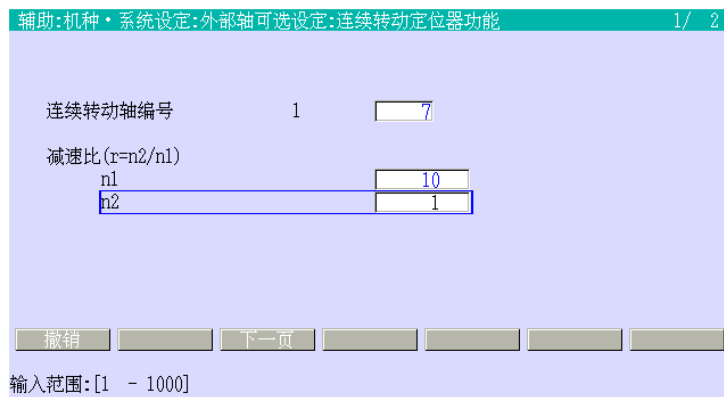 辅助:机种・系统设定:外部轴可选设定:连续转动定位器功能 1/ 2
连续转动轴编号 1 7
减速比(r=n2/n1)
n1 10
n2 1
撤销 下一页
输入范围:[1 - 1000]